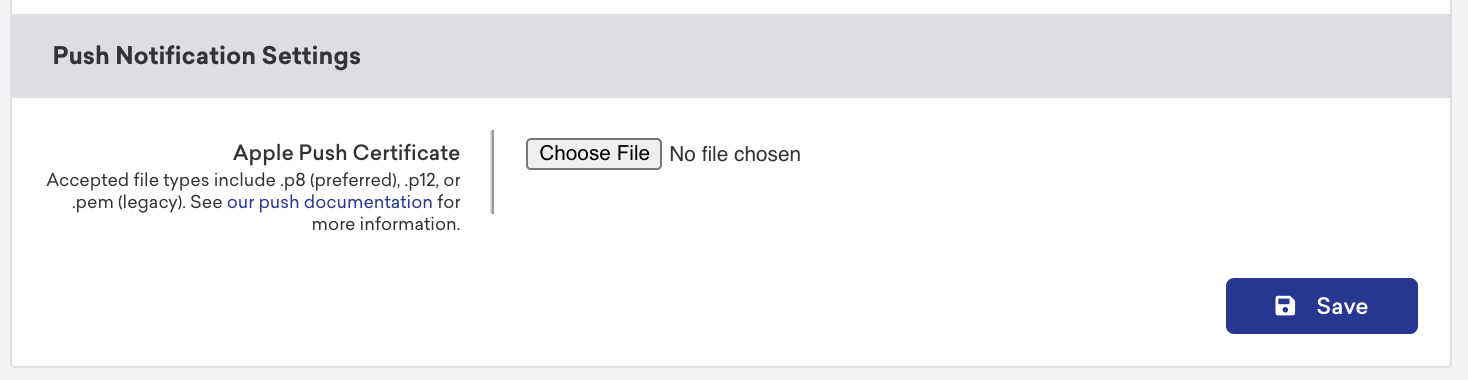 Push Notification Settings
Apple Push Certificate
Accepted file types include .p8 (preferred), .p12, or
.pem (legacy). See our push documentation for
more information.
Choose File No file chosen
Save